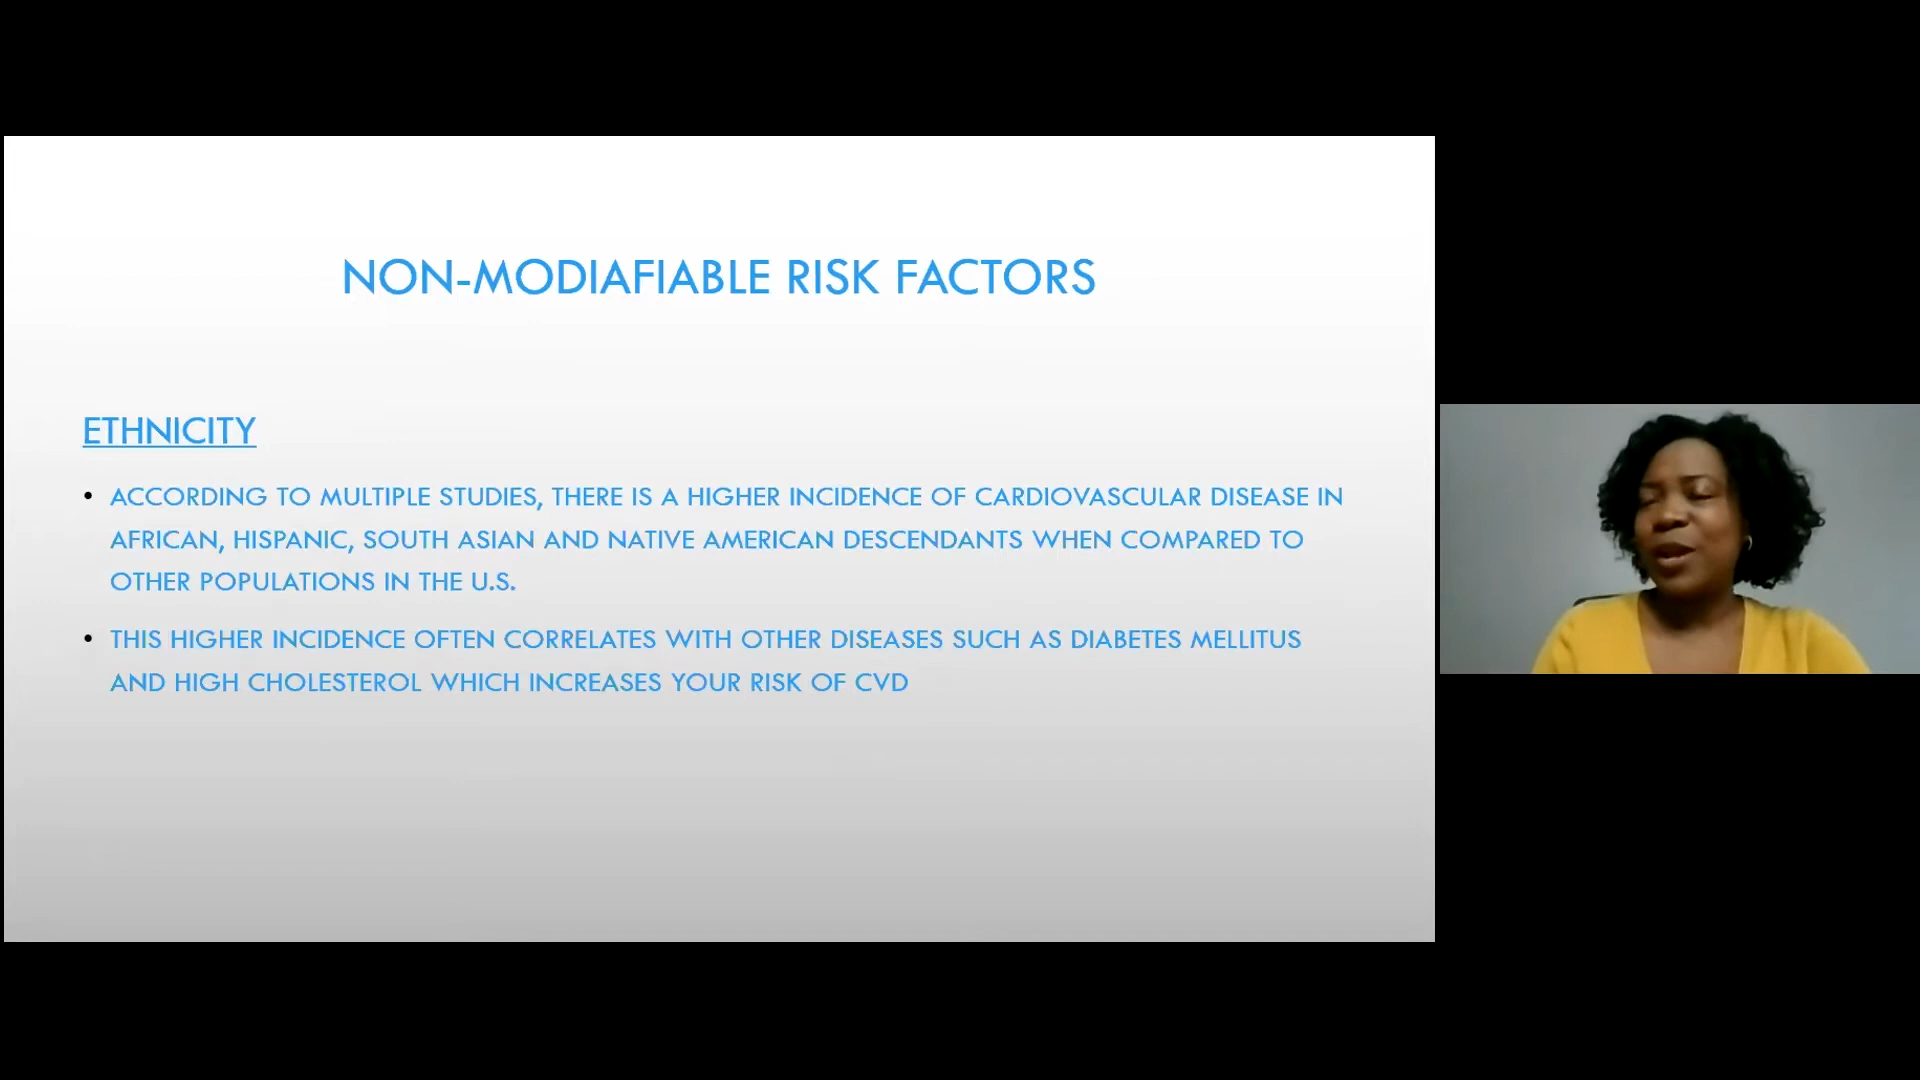 NON-MODIAFIABLE RISK FACTORS
ETHNICITY
• ACCORDING TO MULTIPLE STUDIES, THERE IS A HIGHER INCIDENCE OF CARDIOVASCULAR DISEASE IN
AFRICAN, HISPANIC, SOUTH ASIAN AND NATIVE AMERICAN DESCENDANTS WHEN COMPARED TO
OTHER POPULATIONS IN THE U.S.
• THIS HIGHER INCIDENCE OFTEN CORRELATES WITH OTHER DISEASES SUCH AS DIABETES MELLITUS
AND HIGH CHOLESTEROL WHICH INCREASES YOUR RISK OF CVD